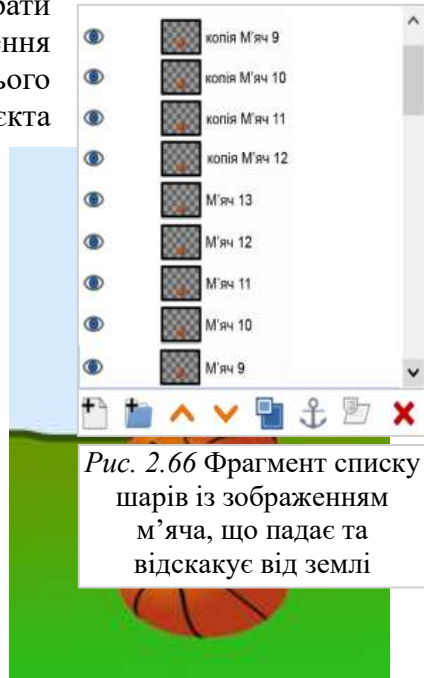 копія М'яч 9
копія М'яч 10
копія М'яч 11
копія М'яч 12
М'яч 13
М'яч 12
М'яч 11
М'яч 10
М'яч 9
Рис. 2.66 Фрагмент списку
шарів із зображенням
м’яча, що падає та
відскакує від землі